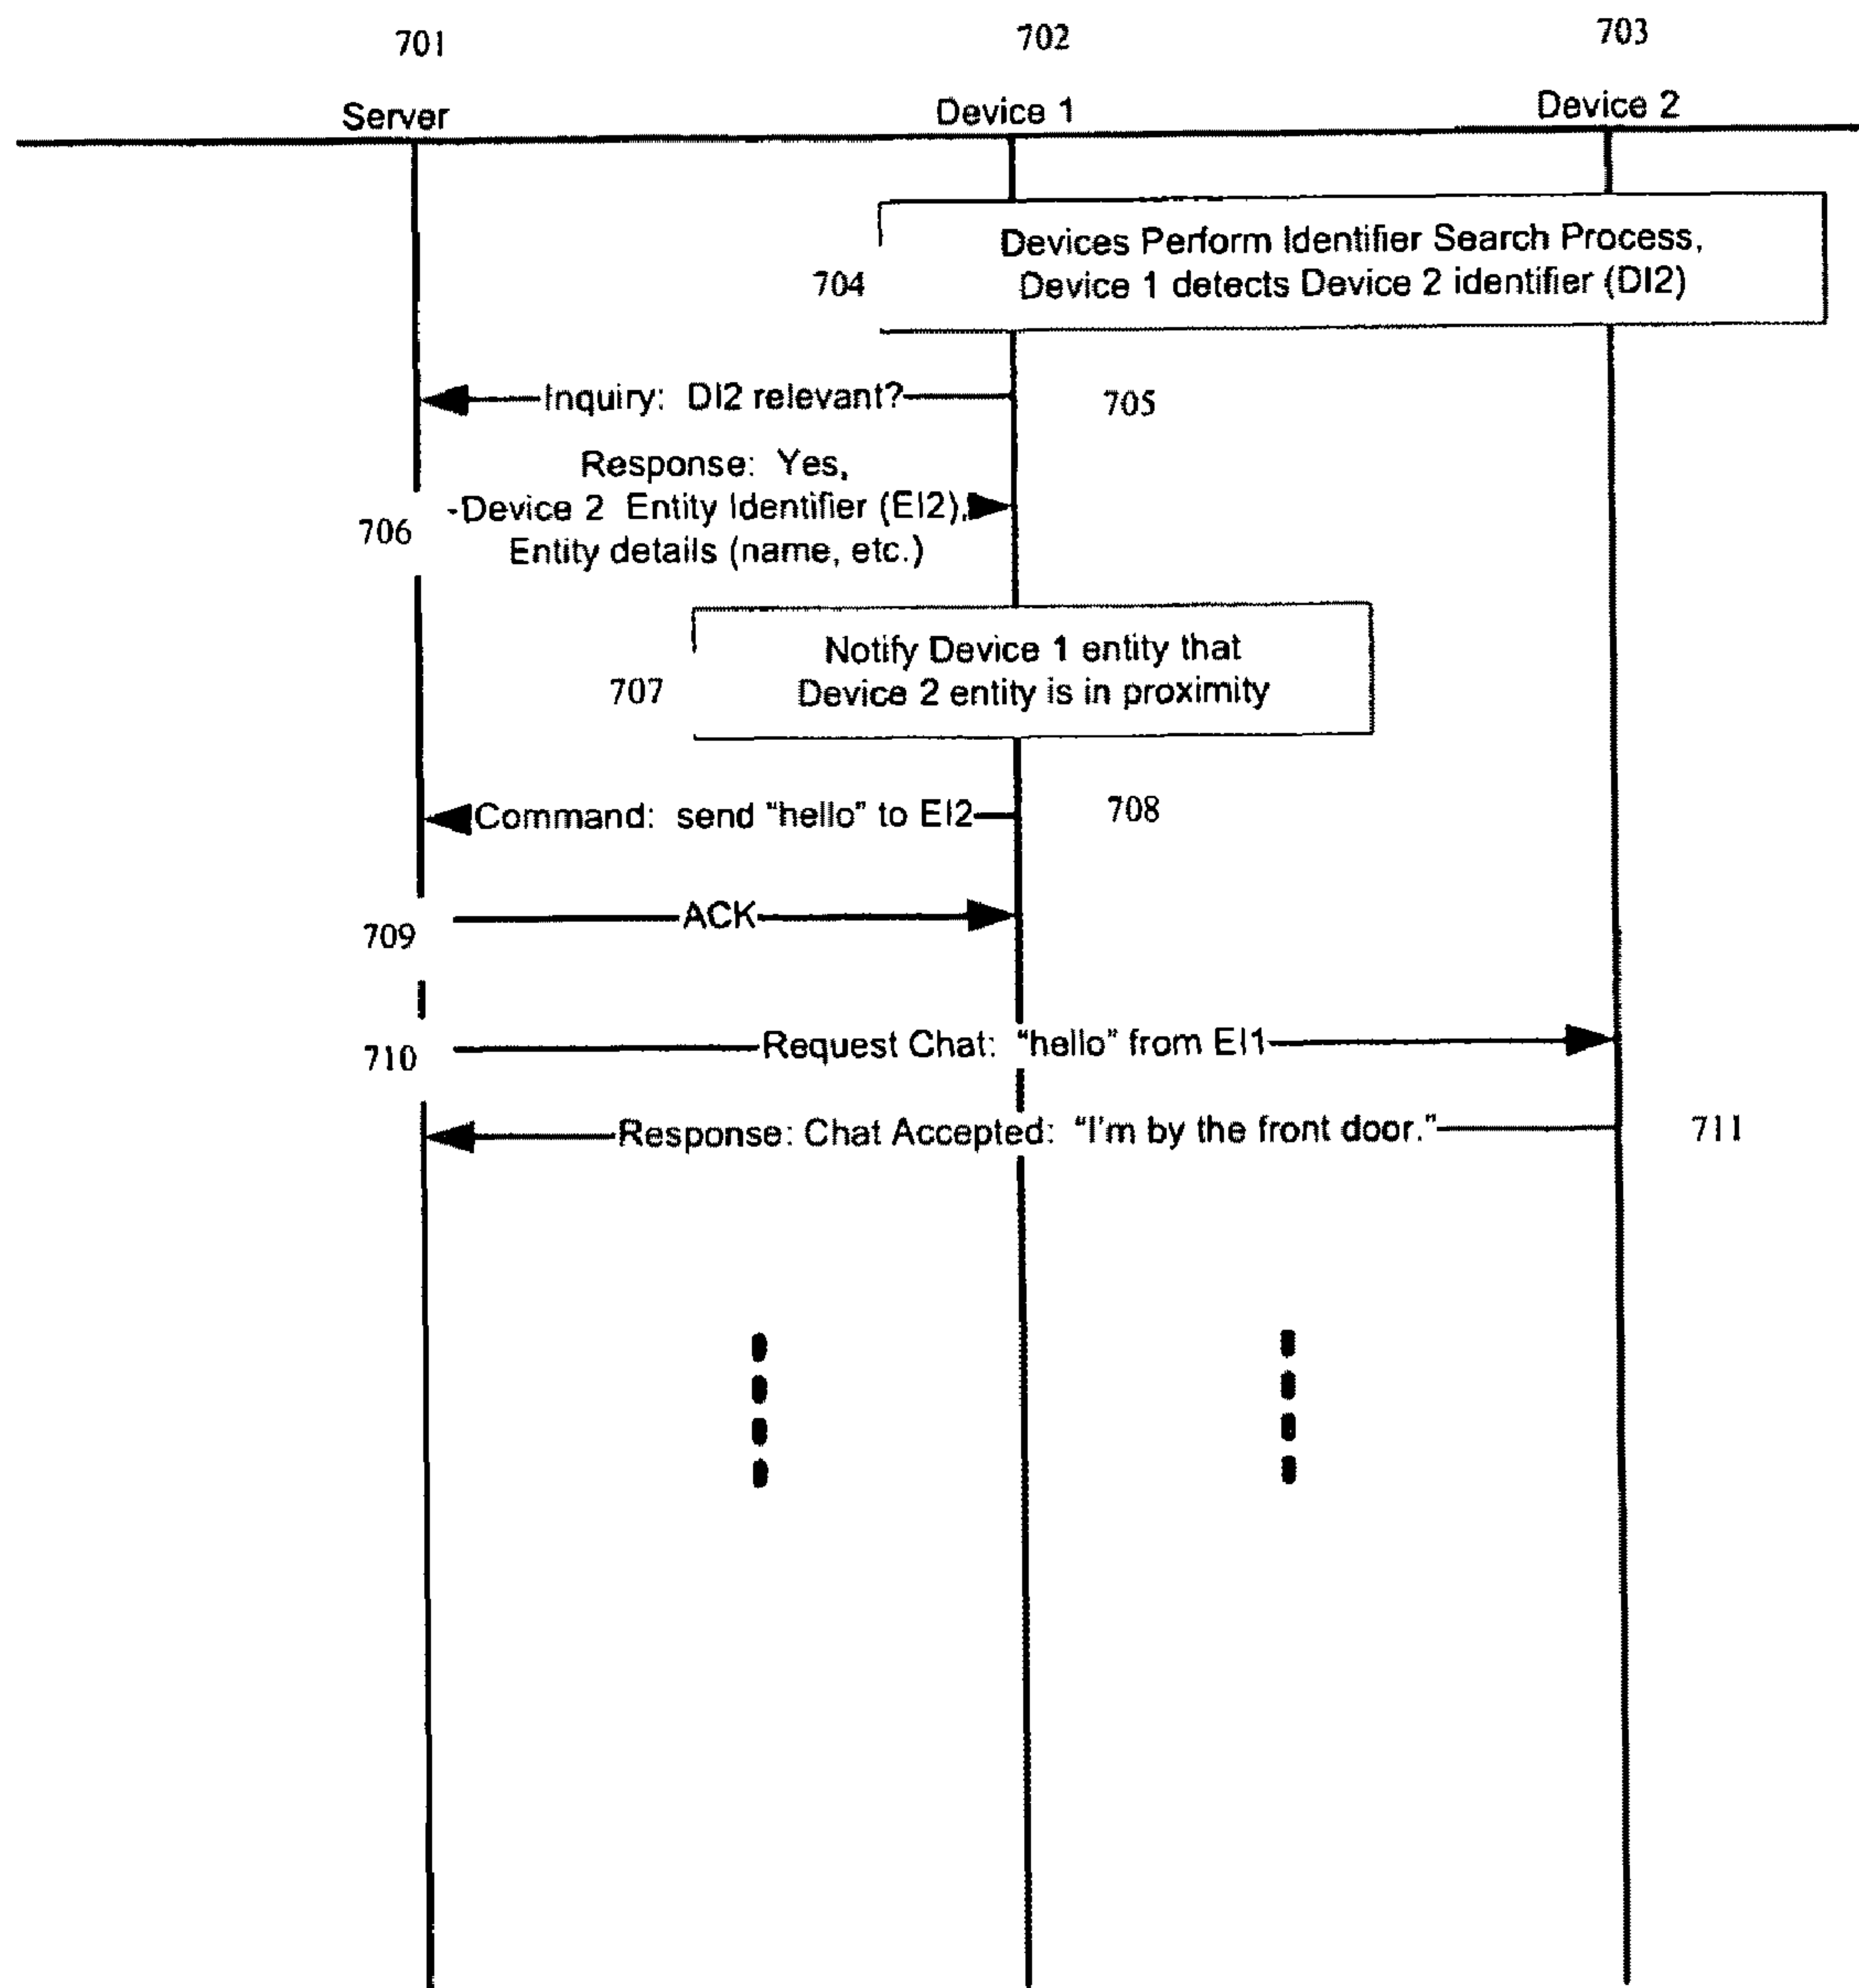 701
702
703
Server
Device 1
Device 2
704
Devices Perform Identifier Search Process,
Device 1 detects Device 2 identifier (DI2)
Inquiry: DI2 relevant?
705
706
Response: Yes,
Device 2 Entity Identifier (EI2),
Entity details (name, etc.)
707
Notify Device 1 entity that
Device 2 entity is in proximity
Command: send "hello" to EI2
708
709
ACK
710
Request Chat: "hello" from EI1
Response: Chat Accepted: "I'm by the front door."
711